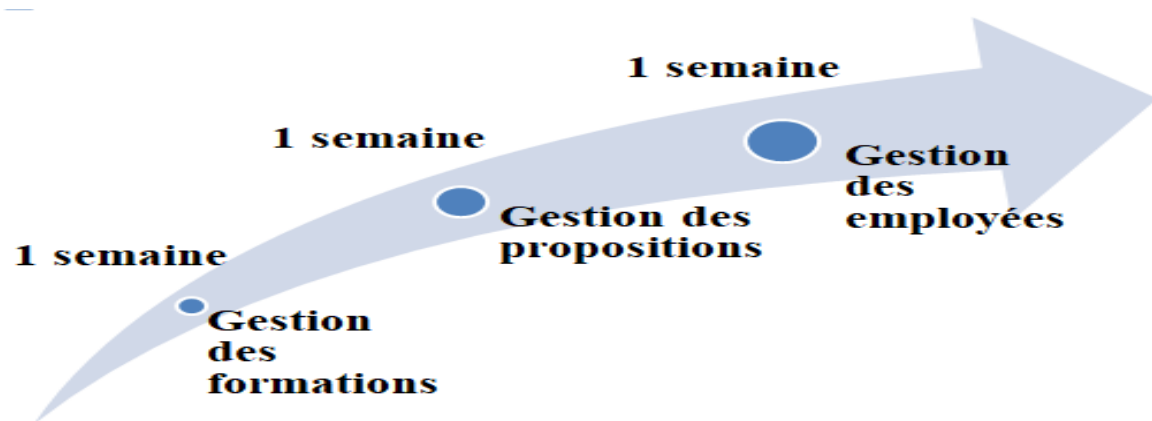 1 semaine
Gestion
des
formations
1 semaine
Gestion des
propositions
1 semaine
Gestion
des
employées